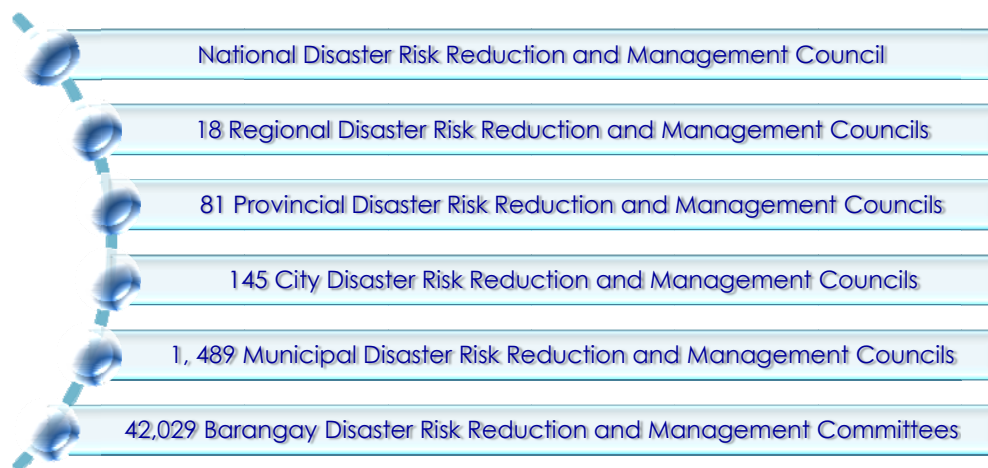 National Disaster Risk Reduction and Management Council
18 Regional Disaster Risk Reduction and Management Councils
81 Provincial Disaster Risk Reduction and Management Councils
145 City Disaster Risk Reduction and Management Councils
1, 489 Municipal Disaster Risk Reduction and Management Councils
42,029 Barangay Disaster Risk Reduction and Management Committees